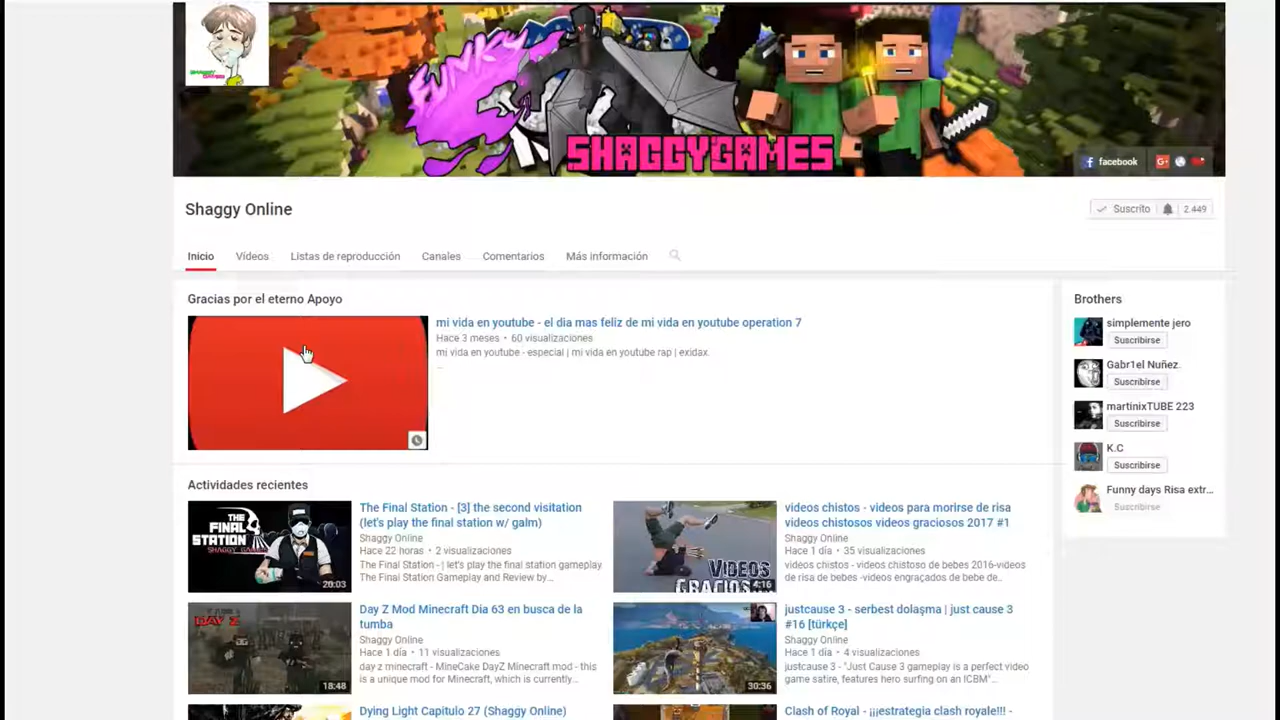 SHAGGYGAMES
facebook
Shaggy Online
Suscrito 2.449
Inicio Vídeos Listas de reproducción Canales Comentarios Más información
Gracias por el eterno Apoyo
mi vida en youtube - el dia mas feliz de mi vida en youtube operation 7
Hace 3 meses • 60 visualizaciones
mi vida en youtube - especial | mi vida en youtube rap | exidax.
...
Brothers
simplemente jero
Suscribirse
Gabr1el Nuñez.
Suscribirse
martinixTUBE 223
Suscribirse
K.C
Suscribirse
Funny days Risa extr...
Suscribirse
Actividades recientes
THE FINAL STATION
SHAGGY GAMES
20:03
The Final Station - [3] the second visitation
(let's play the final station w/ galm)
Shaggy Online
Hace 22 horas • 2 visualizaciones
The Final Station - | let's play the final station gameplay
The Final Station Gameplay and Review by...
VIDEOS
GRACIOSOS
4:16
videos chistos - videos para morirse de risa
videos chistosos videos graciosos 2017 #1
Shaggy Online
Hace 1 día • 35 visualizaciones
videos chistos - videos chistoso de bebes 2016-videos
de risa de bebes -videos engraçados de bebe de...
DAY Z
18:48
Day Z Mod Minecraft Dia 63 en busca de la
tumba
Shaggy Online
Hace 1 día • 11 visualizaciones
day z minecraft - MineCake DayZ Minecraft mod - this
is a unique mod for Minecraft, which is currently...
30:36
justcause 3 - serbest dolaşma | just cause 3
#16 [türkçe]
Shaggy Online
Hace 1 día • 4 visualizaciones
justcause 3 - "Just Cause 3 gameplay is a perfect video
game satire, features hero surfing on an ICBM"...
Dying Light Capitulo 27 (Shaggy Online)
Clash of Royal - ¡¡¡estrategia clash royale!!! -